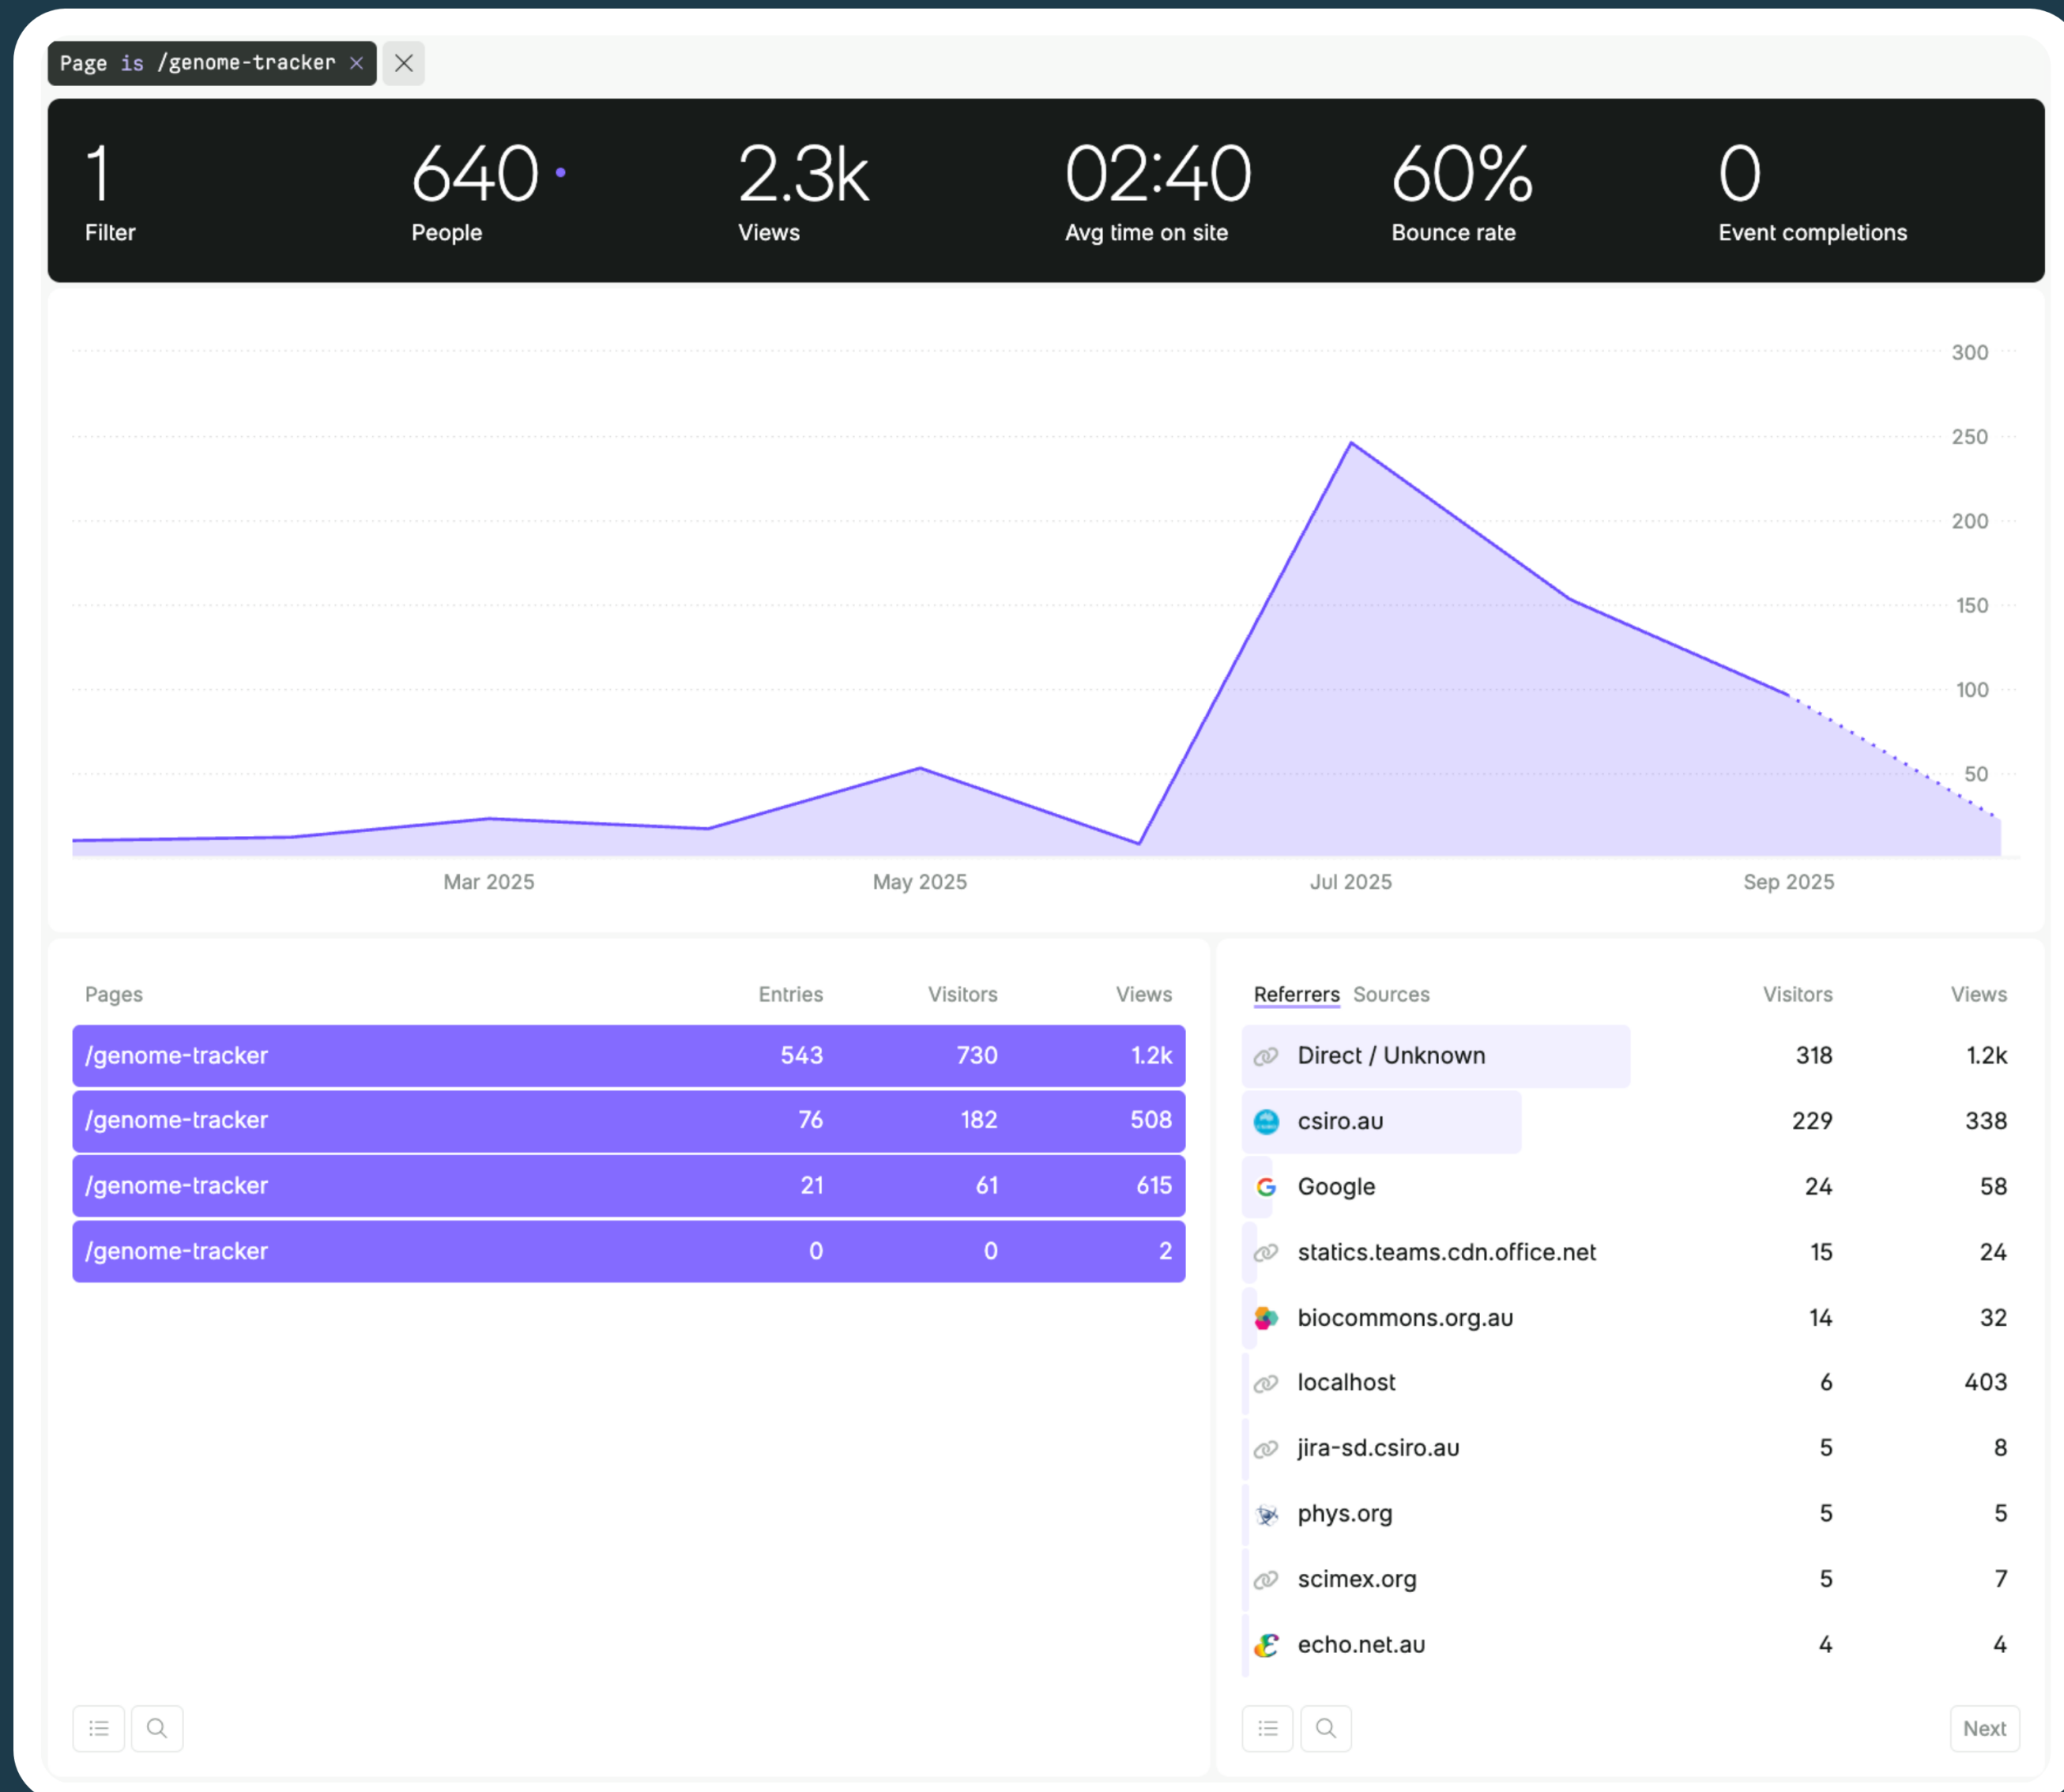 Page is /genome-tracker ×
1 640 2.3k 02:40 60% 0
Filter People Views Avg time on site Bounce rate Event completions
300
250
200
150
100
50
Mar 2025 May 2025 Jul 2025 Sep 2025
Pages Entries Visitors Views
/genome-tracker 543 730 1.2k
/genome-tracker 76 182 508
/genome-tracker 21 61 615
/genome-tracker 0 0 2
Referrers Sources Visitors Views
Direct / Unknown 318 1.2k
csiro.au 229 338
Google 24 58
statics.teams.cdn.office.net 15 24
biocommons.org.au 14 32
localhost 6 403
jira-sd.csiro.au 5 8
phys.org 5 5
scimex.org 5 7
echo.net.au 4 4
Next